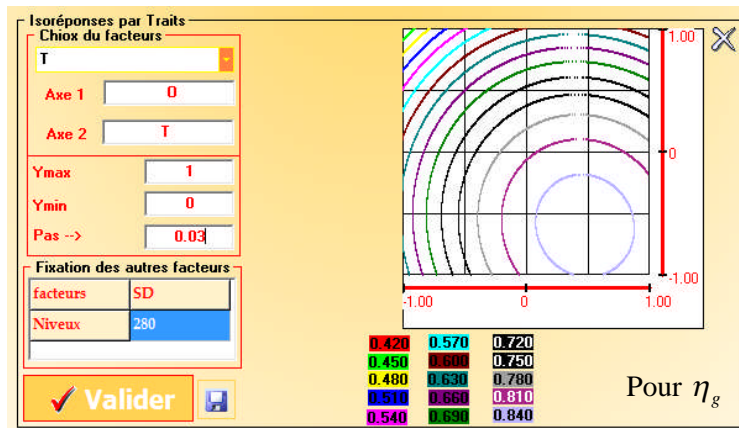 Isoréponses par Traits
Chiox du facteurs
T
Axe 1 O
Axe 2 T
Ymax 1
Ymin 0
Pas --> 0.03
Fixation des autres facteurs
facteurs SD
Niveux 280
Valider
1.00
0
-1.00
-1.00 0 1.00
0.420 0.570 0.720
0.450 0.600 0.750
0.480 0.630 0.780
0.510 0.660 0.810
0.540 0.690 0.840
Pour η_g